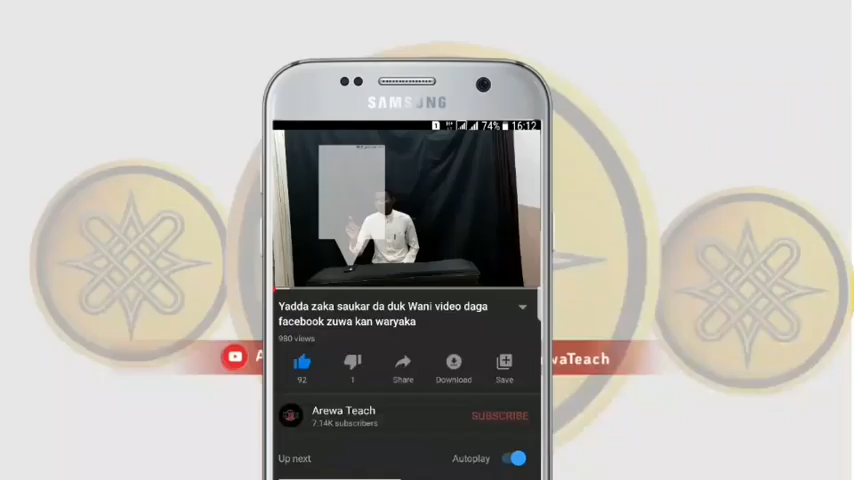 SAMSUNG
74% 16:12
Yadda zaka saukar da duk Wani video daga
facebook zuwa kan waryaka
980 views
92
1
Share
Download
Save
A
waTeach
Arewa Teach
7.14K subscribers
SUBSCRIBE
Up next
Autoplay